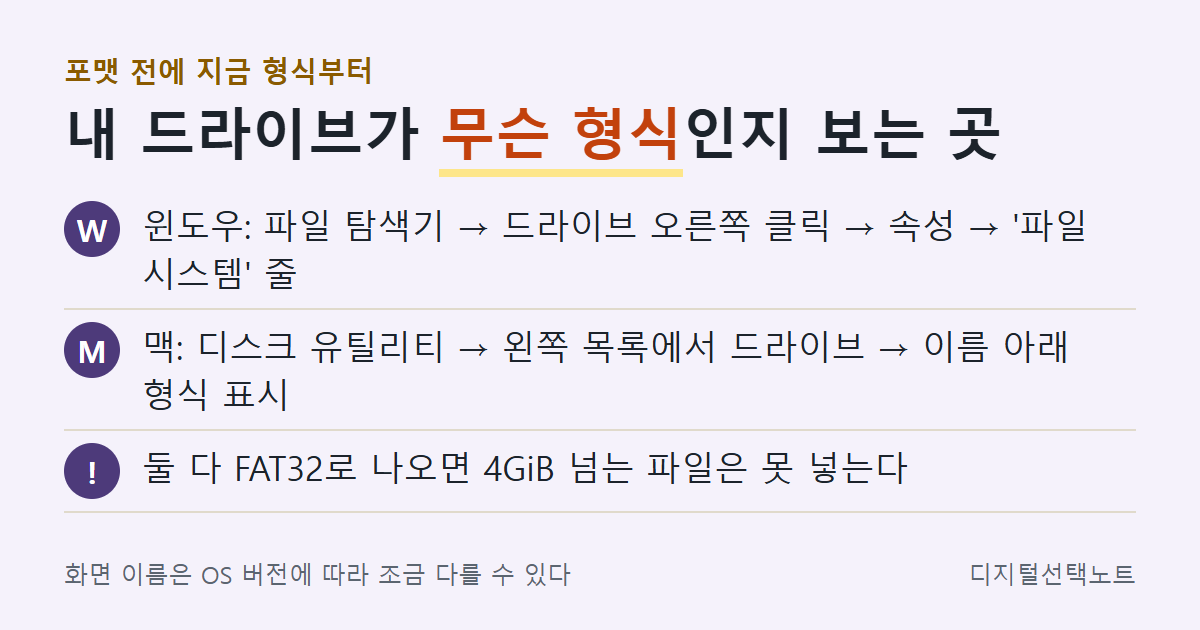 포맷 전에 지금 형식부터
내 드라이브가 무슨 형식인지 보는 곳
W 윈도우: 파일 탐색기 → 드라이브 오른쪽 클릭 → 속성 → '파일
시스템' 줄
M 맥: 디스크 유틸리티 → 왼쪽 목록에서 드라이브 → 이름 아래
형식 표시
! 둘 다 FAT32로 나오면 4GiB 넘는 파일은 못 넣는다
화면 이름은 OS 버전에 따라 조금 다를 수 있다
디지털선택노트